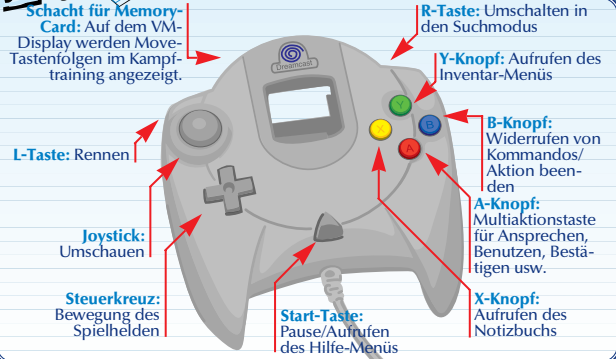 Schacht für Memory-
Card: Auf dem VM-
Display werden Move-
Tastenfolgen im Kampf-
training angezeigt.
R-Taste: Umschalten in
den Suchmodus
Dreamcast
Y-Knopf: Aufrufen des
Inventar-Menüs
Y
B
X
A
B-Knopf:
Widerrufen von
Kommandos/
Aktion been-
den
L-Taste: Rennen
A-Knopf:
Multiaktionstaste
für Ansprechen,
Benutzen, Bestä-
tigen usw.
Joystick:
Umschauen
Steuerkreuz:
Bewegung des
Spielhelden
Start-Taste:
Pause/Aufrufen
des Hilfe-Menüs
X-Knopf:
Aufrufen des
Notizbuchs